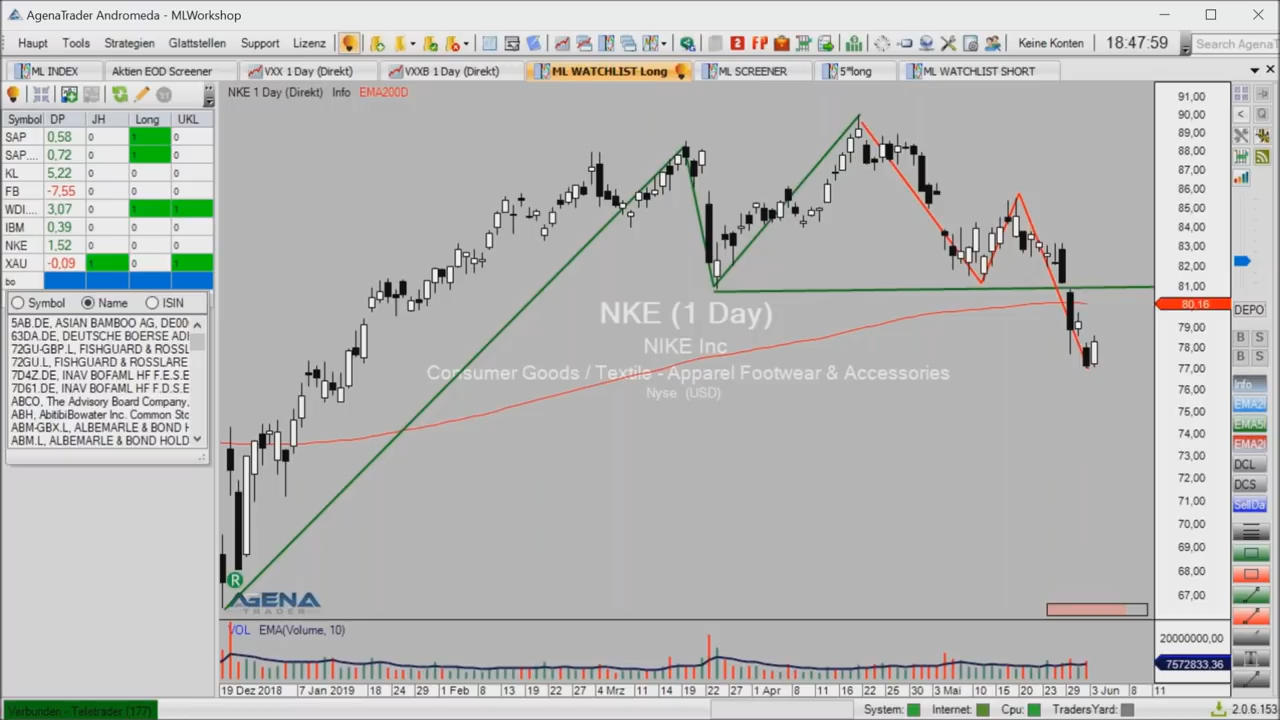 AgenaTrader Andromeda - MLWorkshop
Haupt Tools Strategien Glattstellen Support Lizenz Keine Konten 18:47:59 Search AgenaT
ML INDEX Aktien EOD Screener VXX 1 Day (Direkt) VXXB 1 Day (Direkt) ML WATCHLIST Long ML SCREENER 5*long ML WATCHLIST SHORT
NKE 1 Day (Direkt) Info EMA200D
Symbol DP JH Long UKL
SAP 0,58 0 1 0
SAP.... 0,72 0 1 0
KL 5,22 0 0 0
FB -7,55 0 0 0
WDI.... 3,07 0 1 1
IBM 0,39 0 0 0
NKE 1,52 0 0 0
XAU -0,09 1 0 1
bo
Symbol Name ISIN
5AB.DE, ASIAN BAMBOO AG, DE00
63DA.DE, DEUTSCHE BOERSE ADI
72GU-GBP.L, FISHGUARD & ROSSL
72GU.L, FISHGUARD & ROSSLARE
7D4Z.DE, INAV BOFAML HF F.E.S.E
7D61.DE, INAV BOFAML HF F.D.S.E
ABCO, The Advisory Board Company,
ABH, AbitibiBowater Inc. Common Sto
ABM-GBX.L, ALBEMARLE & BOND H
ABM.L, ALBEMARLE & BOND HOLD
NKE (1 Day)
NIKE Inc
Consumer Goods / Textile - Apparel Footwear & Accessories
Nyse (USD)
91,00
90,00
89,00
88,00
87,00
86,00
85,00
84,00
83,00
82,00
81,00
80,16
79,00
78,00
77,00
76,00
75,00
74,00
73,00
72,00
71,00
70,00
69,00
68,00
67,00
DEPO
B S
B S
Info
EMA2
EMA5
EMA2
DCL
DCS
SellDa
R
AGENA
TRADER
VOL EMA(Volume, 10)
20000000,00
7572833,36
19 Dez 2018 7 Jan 2019 18 24 29 1 Feb 8 13 19 22 27 4 Mrz 11 14 19 22 27 1 Apr 8 11 16 22 25 30 3 Mai 10 15 20 23 29 3 Jun 8 11
Verbunden - Teletrader (177) System: Internet: Cpu: TradersYard: 2.0.6.153